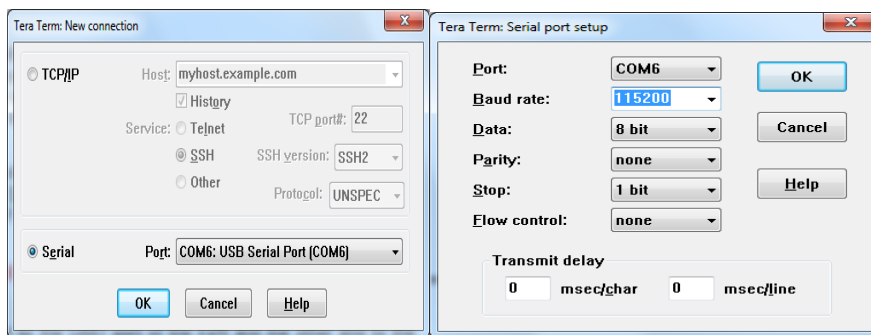 Tera Term: New connection
TCP/IP
Host: myhost.example.com
History
Service: Telnet
TCP port#: 22
SSH
SSH version: SSH2
Other
Protocol: UNSPEC
Serial
Port: COM6: USB Serial Port (COM6)
OK
Cancel
Help
Tera Term: Serial port setup
Port: COM6
OK
Baud rate: 115200
Data: 8 bit
Cancel
Parity: none
Stop: 1 bit
Help
Flow control: none
Transmit delay
0 msec/char 0 msec/line